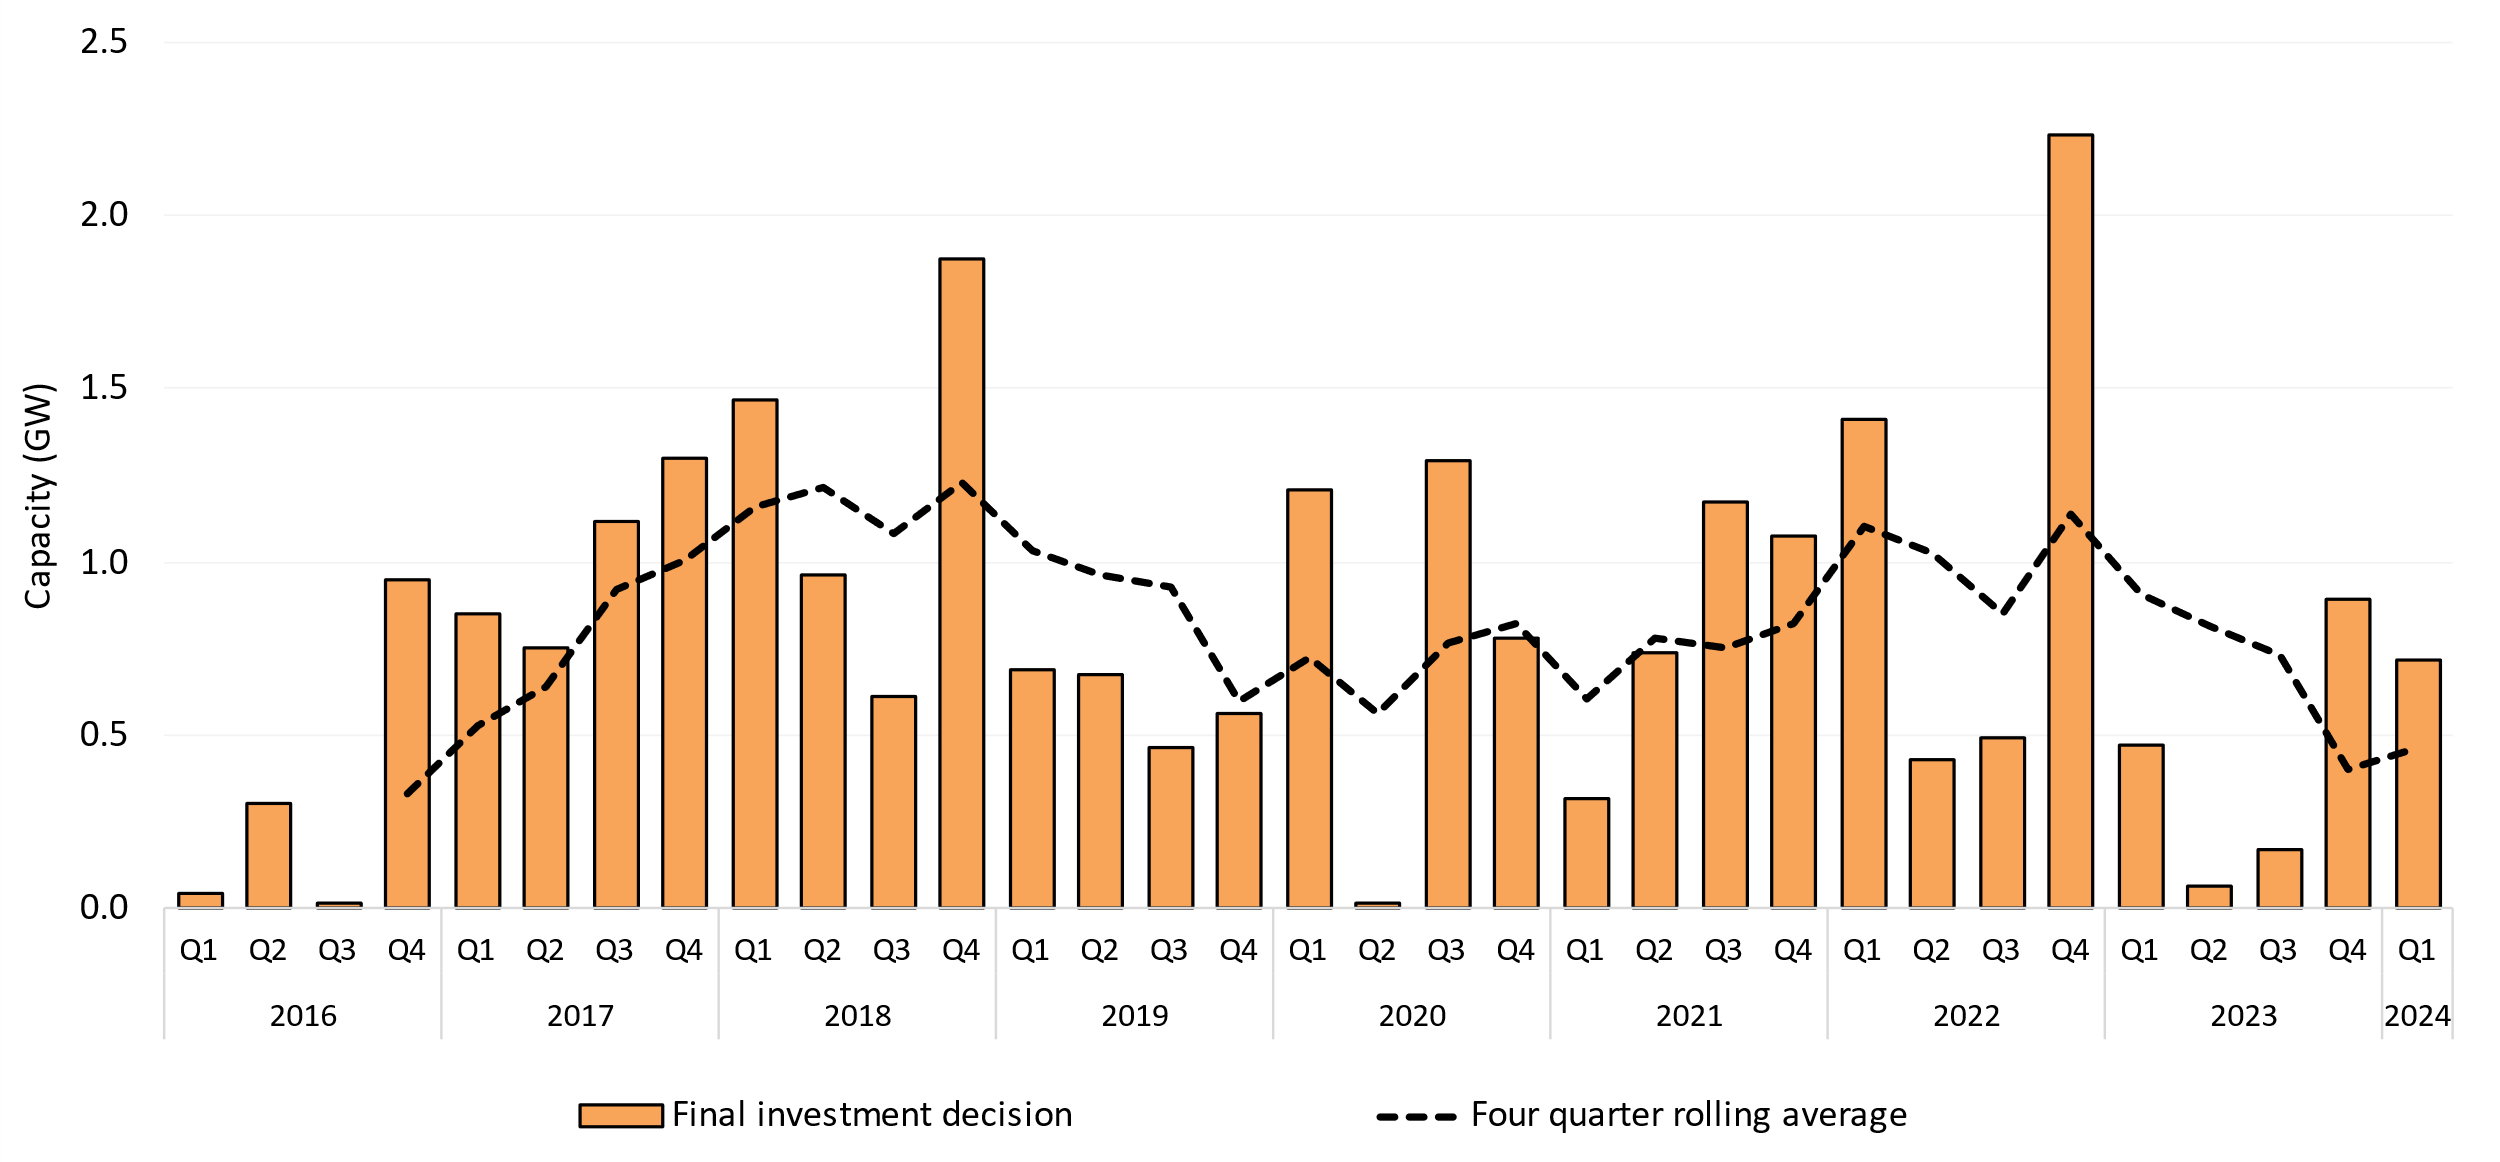 Capacity (GW)
2.5
2.0
1.5
1.0
0.5
0.0
Q1 Q2 Q3 Q4 Q1 Q2 Q3 Q4 Q1 Q2 Q3 Q4 Q1 Q2 Q3 Q4 Q1 Q2 Q3 Q4 Q1 Q2 Q3 Q4 Q1 Q2 Q3 Q4 Q1 Q2 Q3 Q4 Q1
2016 2017 2018 2019 2020 2021 2022 2023 2024
Final investment decision Four quarter rolling average